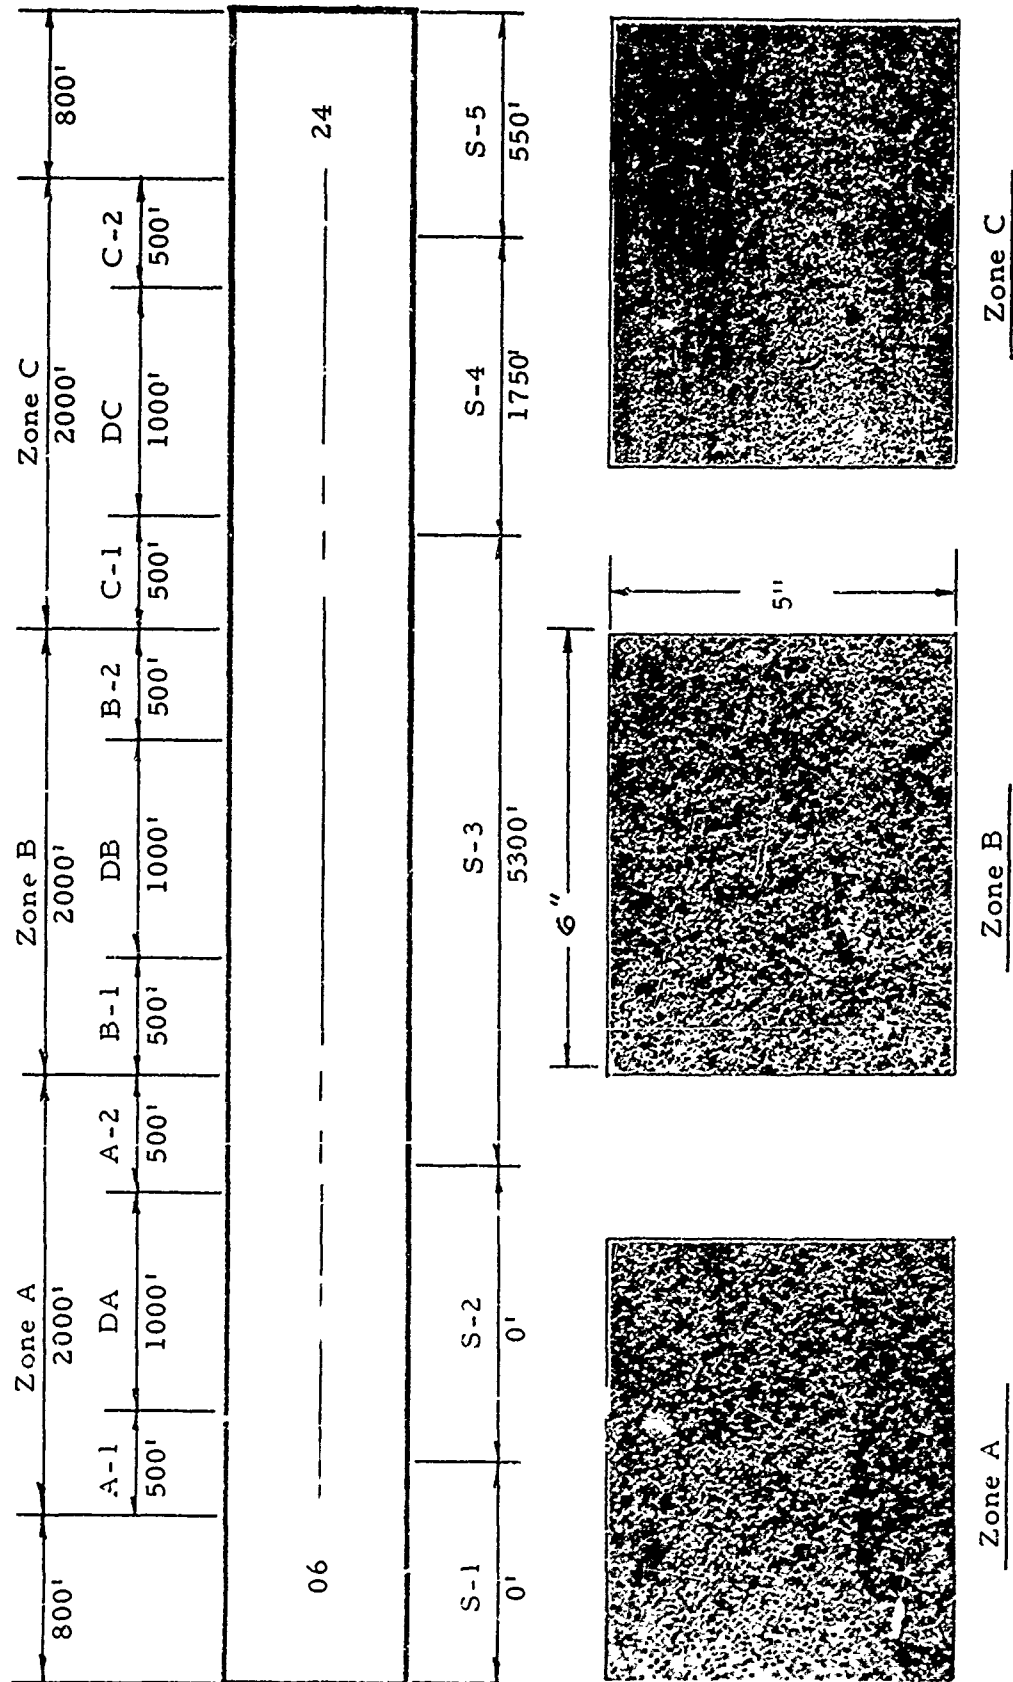 800'
Zone A
2000'
Zone B
2000'
Zone C
2000'
800'
A-1
500'
DA
1000'
A-2
500'
B-1
500'
DB
1000'
B-2
500'
C-1
500'
DC
1000'
C-2
500'
06
24
S-1
0'
S-2
0'
S-3
5300'
S-4
1750'
S-5
550'
6"
5"
Zone A
Zone B
Zone C